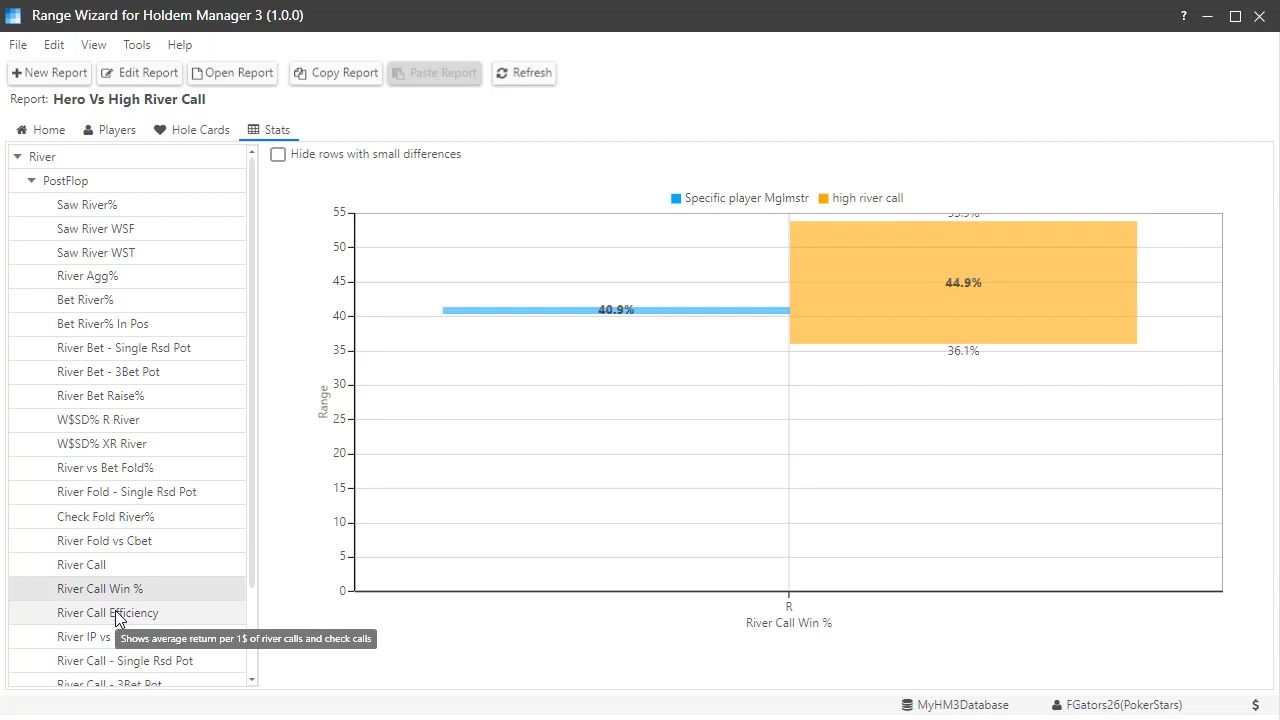 Range Wizard for Holdem Manager 3 (1.0.0)
?
File Edit View Tools Help
New Report Edit Report Open Report Copy Report Paste Report Refresh
Report: Hero Vs High River Call
Home Players Hole Cards Stats
River
PostFlop
Saw River%
Saw River WSF
Saw River WST
River Agg%
Bet River%
Bet River% In Pos
River Bet - Single Rsd Pot
River Bet - 3Bet Pot
River Bet Raise%
W$SD% R River
W$SD% XR River
River vs Bet Fold%
River Fold - Single Rsd Pot
Check Fold River%
River Fold vs Cbet
River Call
River Call Win %
River Call Efficiency
River IP vs
River Call - Single Rsd Pot
River Call - 3Bet Pot
Shows average return per 1$ of river calls and check calls
Hide rows with small differences
Specific player Mglmstr high river call
55
50
45
40
35
30
25
20
15
10
5
0
Range
40.9%
44.9%
36.1%
R
River Call Win %
MyHM3Database FGators26(PokerStars) $